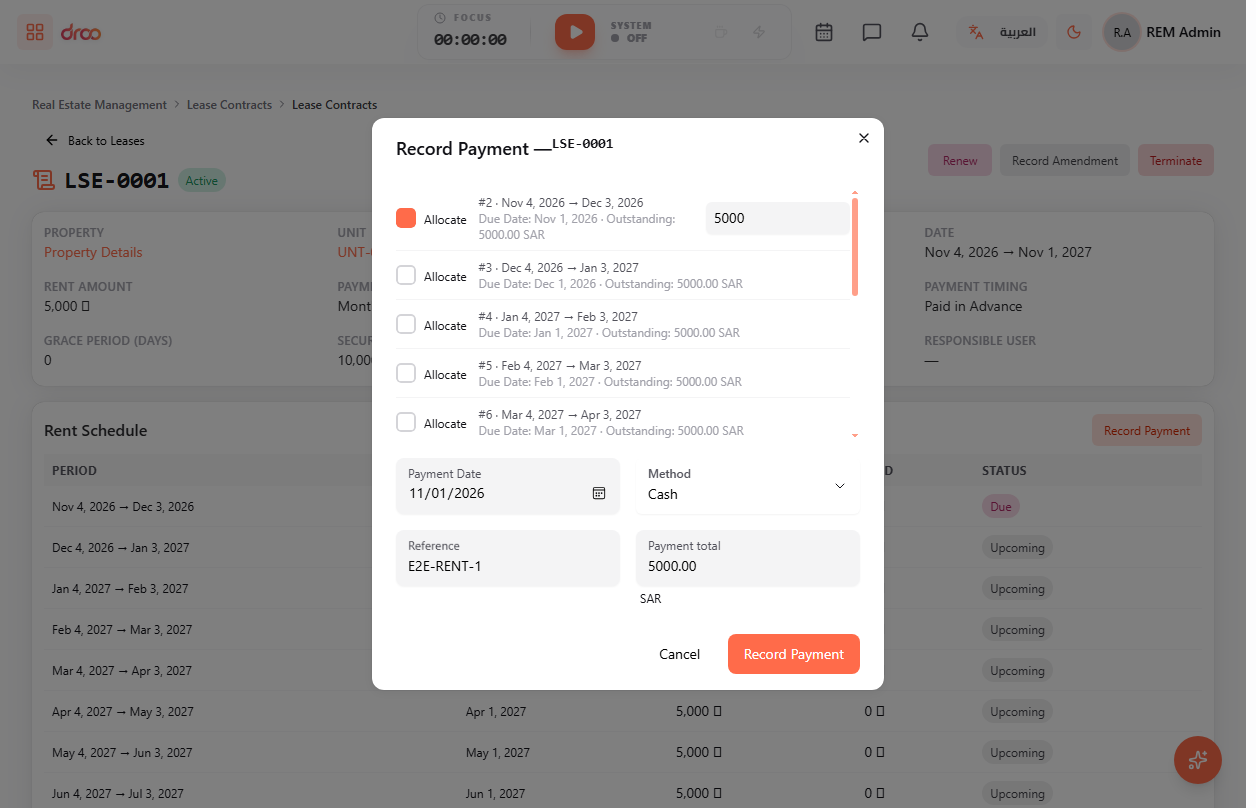 droo
FOCUS
00:00:00
SYSTEM
OFF
العربية
R.A
REM Admin
Real Estate Management > Lease Contracts > Lease Contracts
Back to Leases
LSE-0001
Active
Renew
Record Amendment
Terminate
PROPERTY
Property Details
UNIT
DATE
Nov 4, 2026 → Nov 1, 2027
RENT AMOUNT
5,000
PAYMENT TIMING
Paid in Advance
GRACE PERIOD (DAYS)
0
10,00
RESPONSIBLE USER
—
Record Payment —LSE-0001
Allocate
#2 · Nov 4, 2026 → Dec 3, 2026
Due Date: Nov 1, 2026 · Outstanding:
5000.00 SAR
5000
Allocate
#3 · Dec 4, 2026 → Jan 3, 2027
Due Date: Dec 1, 2026 · Outstanding: 5000.00 SAR
Allocate
#4 · Jan 4, 2027 → Feb 3, 2027
Due Date: Jan 1, 2027 · Outstanding: 5000.00 SAR
Allocate
#5 · Feb 4, 2027 → Mar 3, 2027
Due Date: Feb 1, 2027 · Outstanding: 5000.00 SAR
Allocate
#6 · Mar 4, 2027 → Apr 3, 2027
Due Date: Mar 1, 2027 · Outstanding: 5000.00 SAR
Payment Date
11/01/2026
Method
Cash
Reference
E2E-RENT-1
Payment total
5000.00
SAR
Cancel
Record Payment
Rent Schedule
Record Payment
PERIOD
STATUS
Nov 4, 2026 → Dec 3, 2026
Due
Dec 4, 2026 → Jan 3, 2027
Upcoming
Jan 4, 2027 → Feb 3, 2027
Upcoming
Feb 4, 2027 → Mar 3, 2027
Upcoming
Mar 4, 2027 → Apr 3, 2027
Upcoming
Apr 4, 2027 → May 3, 2027 Apr 1, 2027 5,000 0 Upcoming
May 4, 2027 → Jun 3, 2027 May 1, 2027 5,000 0 Upcoming
Jun 4, 2027 → Jul 3, 2027 Jun 1, 2027 5,000 0 Upcoming